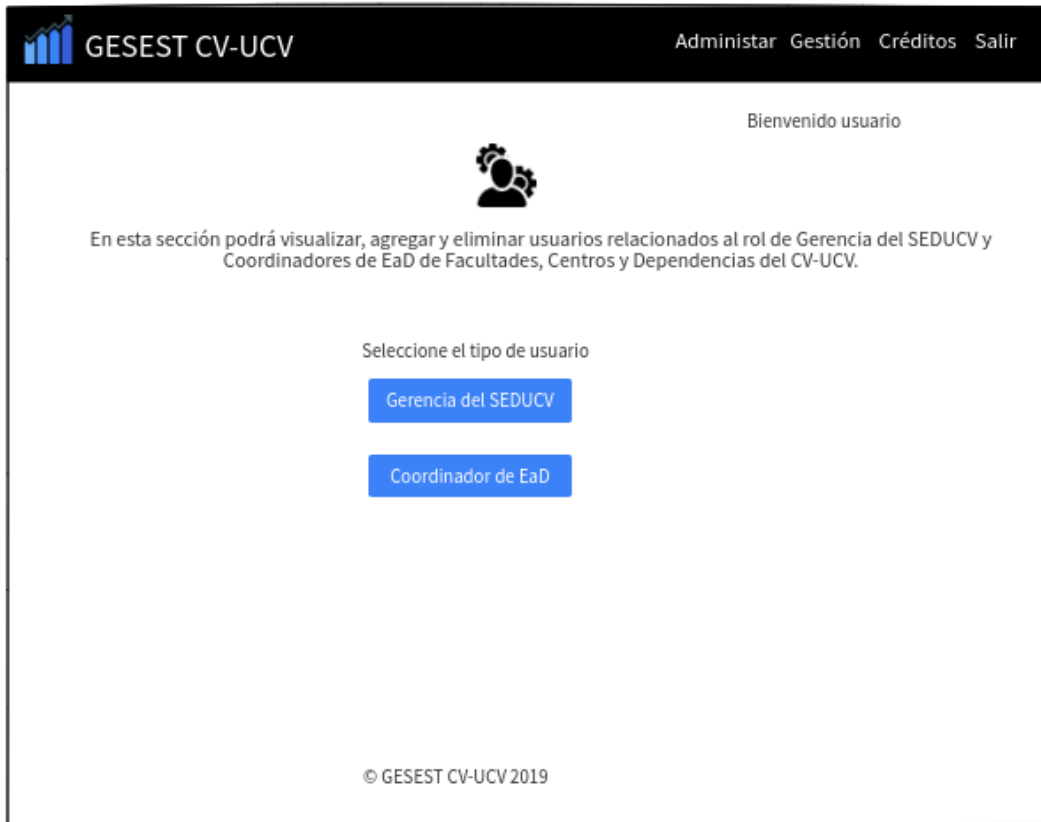 GESEST CV-UCV
Administar Gestión Créditos Salir
Bienvenido usuario
En esta sección podrá visualizar, agregar y eliminar usuarios relacionados al rol de Gerencia del SEDUCV y
Coordinadores de EaD de Facultades, Centros y Dependencias del CV-UCV.
Seleccione el tipo de usuario
Gerencia del SEDUCV
Coordinador de EaD
© GESEST CV-UCV 2019